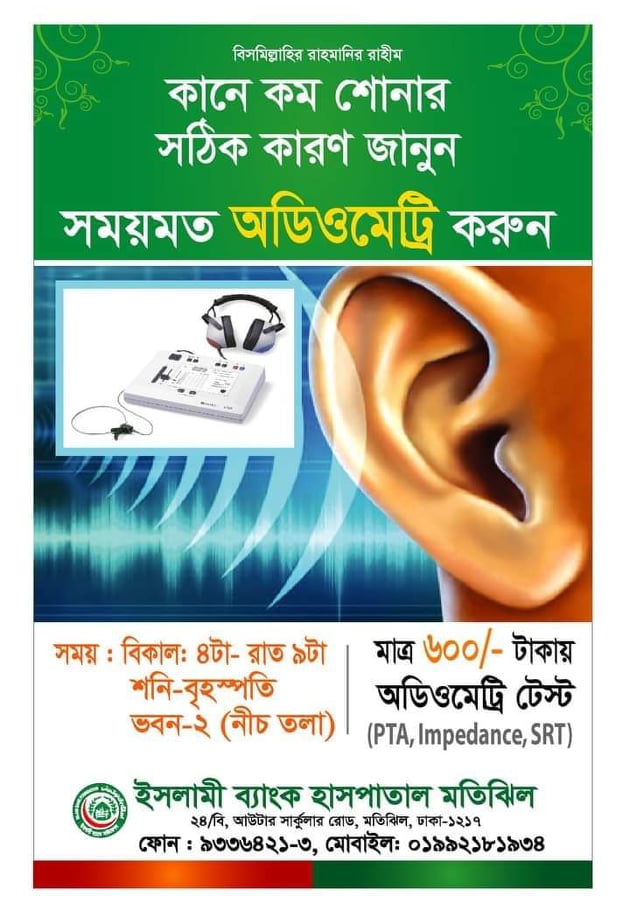 বিসমিল্লাহির রাহমানির রাহীম
কানে কম শোনার
সঠিক কারণ জানুন
সময়মত অডিওমেট্রি করুন
সময় : বিকাল: ৪টা- রাত ৯টা
শনি-বৃহস্পতি
ভবন-২ (নীচ তলা)
মাত্র ৬০০/- টাকায়
অডিওমেট্রি টেস্ট
(PTA, Impedance, SRT)
ইসলামী ব্যাংক হাসপাতাল মতিঝিল
২৪/বি, আউটার সার্কুলার রোড, মতিঝিল, ঢাকা-১২১৭
ফোন : ৯৩৩৬৪২১-৩, মোবাইল: ০১৯৯২১৮১৯৩৪